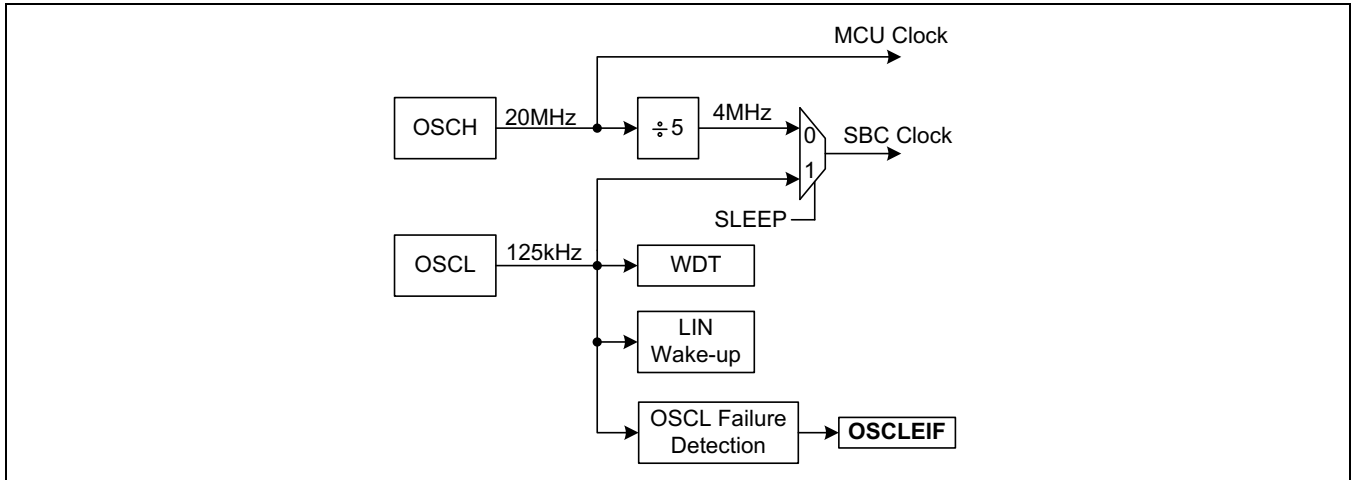 MCU Clock
OSCH
20MHz
÷5
4MHz
0
1
SBC Clock
SLEEP
OSCL
125kHz
WDT
LIN
Wake-up
OSCL Failure
Detection
OSCLEIF